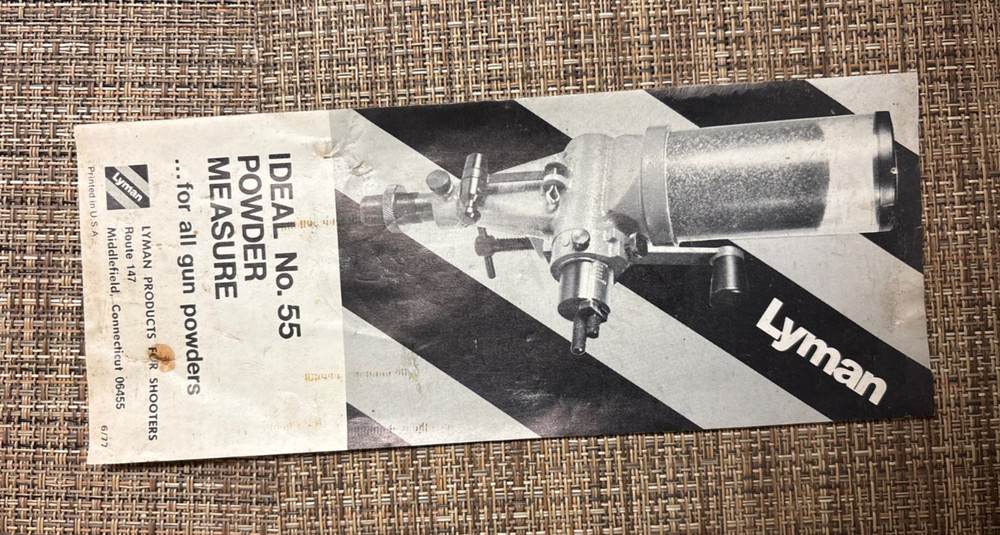 Lyman
IDEAL No. 55
POWDER
MEASURE
...for all gun powders
Lyman
LYMAN PRODUCTS FOR SHOOTERS
Route 147
Middlefield, Connecticut 06455
Printed in U.S.A.
6/77